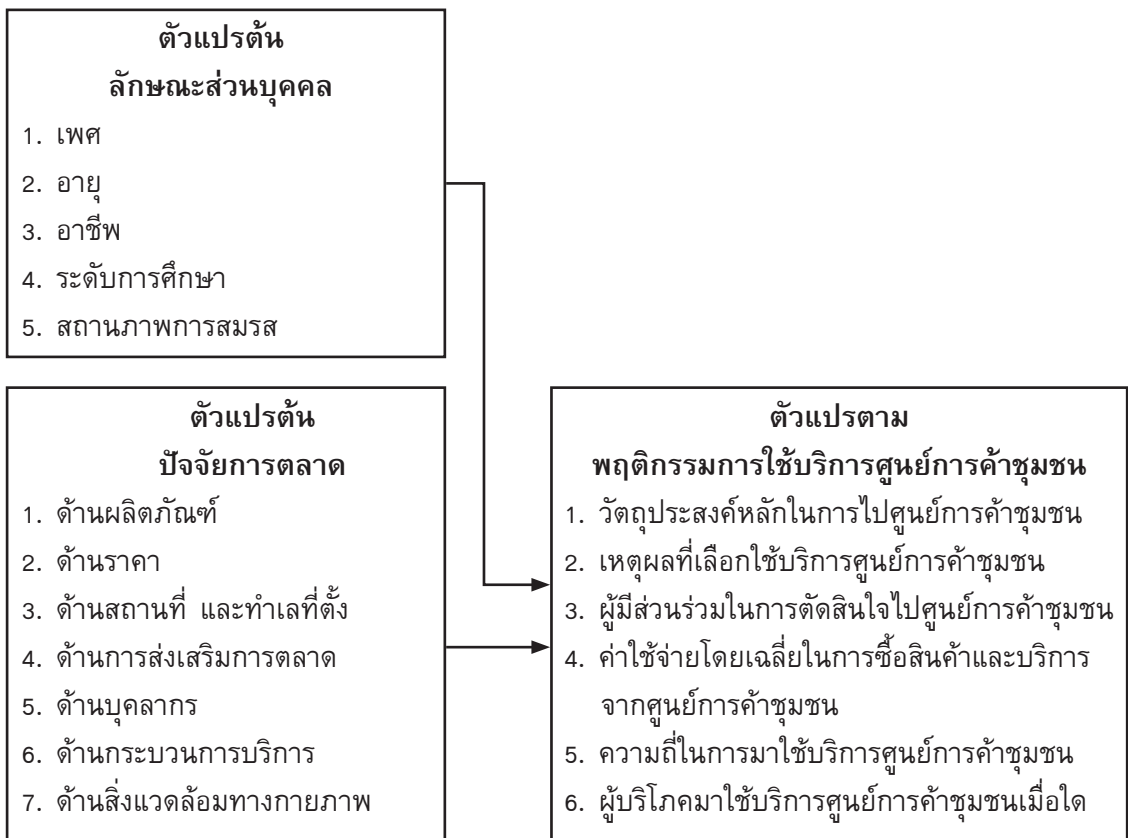 ตัวแปรต้น
ลักษณะส่วนบุคคล
1. เพศ
2. อายุ
3. อาชีพ
4. ระดับการศึกษา
5. สถานภาพการสมรส
ตัวแปรต้น
ปัจจัยการตลาด
1. ด้านผลิตภัณฑ์
2. ด้านราคา
3. ด้านสถานที่ และทำเลที่ตั้ง
4. ด้านการส่งเสริมการตลาด
5. ด้านบุคลากร
6. ด้านกระบวนการบริการ
7. ด้านสิ่งแวดล้อมทางกายภาพ
ตัวแปรตาม
พฤติกรรมการใช้บริการศูนย์การค้าชุมชน
1. วัตถุประสงค์หลักในการไปศูนย์การค้าชุมชน
2. เหตุผลที่เลือกใช้บริการศูนย์การค้าชุมชน
3. ผู้มีส่วนร่วมในการตัดสินใจไปศูนย์การค้าชุมชน
4. ค่าใช้จ่ายโดยเฉลี่ยในการซื้อสินค้าและบริการ
จากศูนย์การค้าชุมชน
5. ความถี่ในการมาใช้บริการศูนย์การค้าชุมชน
6. ผู้บริโภคมาใช้บริการศูนย์การค้าชุมชนเมื่อใด